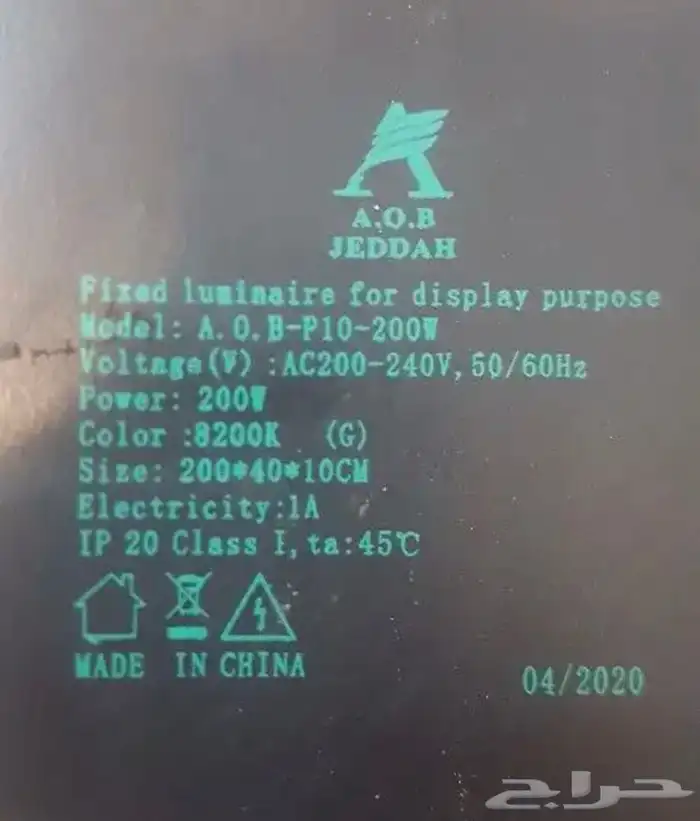 A.O.B
JEDDAH
Fixed luminaire for display purpose
Model: A.O.B-P10-200W
Voltage(V) :AC200-240V, 50/60Hz
Power: 200W
Color :8200K (G)
Size: 200*40*10CM
Electricity:1A
IP 20 Class I, ta:45℃
MADE IN CHINA
04/2020
حراج